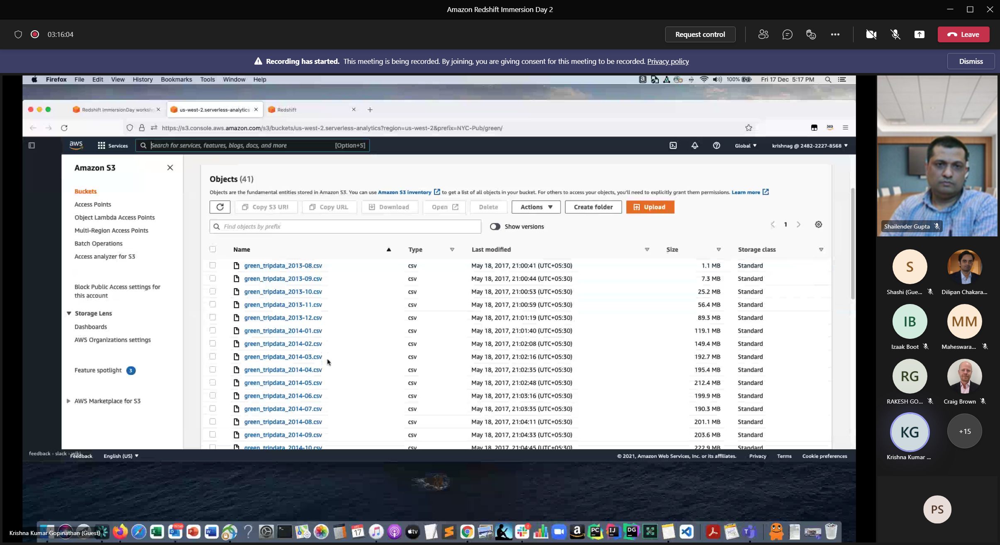 Amazon Redshift Immersion Day 2
03:16:04
Request control
Leave
Recording has started. This meeting is being recorded. By joining, you are giving consent for this meeting to be recorded. Privacy policy
Dismiss
Firefox File Edit View History Bookmarks Tools Window Help
100% Fri 17 Dec 5:17 PM
Redshift ImmersionDay worksh
us-west-2.serverless-analytics
Redshift
https://s3.console.aws.amazon.com/s3/buckets/us-west-2.serverless-analytics?region=us-west-2&prefix=NYC-Pub/green/
aws
Services
Search for services, features, blogs, docs, and more
[Option+S]
Global
krishnag @ 2482-2227-8568
Amazon S3
Buckets
Access Points
Object Lambda Access Points
Multi-Region Access Points
Batch Operations
Access analyzer for S3
Block Public Access settings for
this account
Storage Lens
Dashboards
AWS Organizations settings
Feature spotlight 3
AWS Marketplace for S3
Objects (41)
Objects are the fundamental entities stored in Amazon S3. You can use Amazon S3 inventory to get a list of all objects in your bucket. For others to access your objects, you'll need to explicitly grant them permissions. Learn more
Copy S3 URI
Copy URL
Download
Open
Delete
Actions
Create folder
Upload
Find objects by prefix
Show versions
1
Name Type Last modified Size Storage class
green_tripdata_2013-08.csv csv May 18, 2017, 21:00:41 (UTC+05:30) 1.1 MB Standard
green_tripdata_2013-09.csv csv May 18, 2017, 21:00:44 (UTC+05:30) 7.3 MB Standard
green_tripdata_2013-10.csv csv May 18, 2017, 21:00:53 (UTC+05:30) 25.2 MB Standard
green_tripdata_2013-11.csv csv May 18, 2017, 21:00:59 (UTC+05:30) 56.4 MB Standard
green_tripdata_2013-12.csv csv May 18, 2017, 21:01:19 (UTC+05:30) 89.3 MB Standard
green_tripdata_2014-01.csv csv May 18, 2017, 21:01:40 (UTC+05:30) 119.1 MB Standard
green_tripdata_2014-02.csv csv May 18, 2017, 21:02:08 (UTC+05:30) 149.4 MB Standard
green_tripdata_2014-03.csv csv May 18, 2017, 21:02:16 (UTC+05:30) 192.7 MB Standard
green_tripdata_2014-04.csv csv May 18, 2017, 21:02:35 (UTC+05:30) 195.4 MB Standard
green_tripdata_2014-05.csv csv May 18, 2017, 21:02:48 (UTC+05:30) 212.4 MB Standard
green_tripdata_2014-06.csv csv May 18, 2017, 21:03:16 (UTC+05:30) 199.9 MB Standard
green_tripdata_2014-07.csv csv May 18, 2017, 21:03:35 (UTC+05:30) 190.3 MB Standard
green_tripdata_2014-08.csv csv May 18, 2017, 21:04:11 (UTC+05:30) 201.1 MB Standard
green_tripdata_2014-09.csv csv May 18, 2017, 21:04:33 (UTC+05:30) 203.6 MB Standard
green_tripdata_2014-10.csv csv May 18, 2017, 21:04:45 (UTC+05:30) 222.9 MB Standard
feedback - slack - wiki
Feedback
English (US)
© 2021, Amazon Web Services, Inc. or its affiliates.
Privacy
Terms
Cookie preferences
Krishna Kumar Gopinathan (Guest)
Shailender Gupta
S
Shashi (Gue...
Dilipan Chakara...
IB
Izaak Boot
MM
Maheswara...
RG
RAKESH GO...
Craig Brown
KG
Krishna Kumar ...
+15
PS